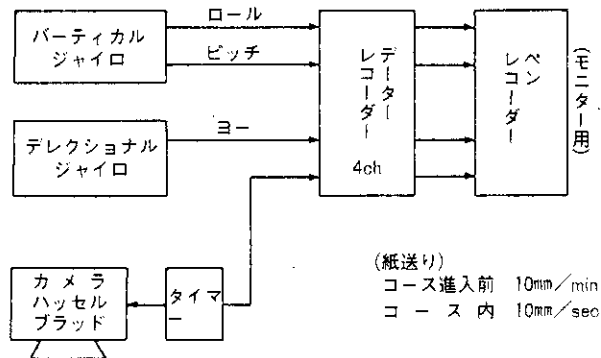 ロール
バーティカル
ジャイロ
ピッチ
データー
レコーダー
4ch
ペン
レコーダー
(モニター用)
ヨー
デレクショナル
ジャイロ
カメラ
ハッセル
ブラッド
タイマ
ー
(紙送り)
コース進入前 10mm/min
コース内 10mm/sec